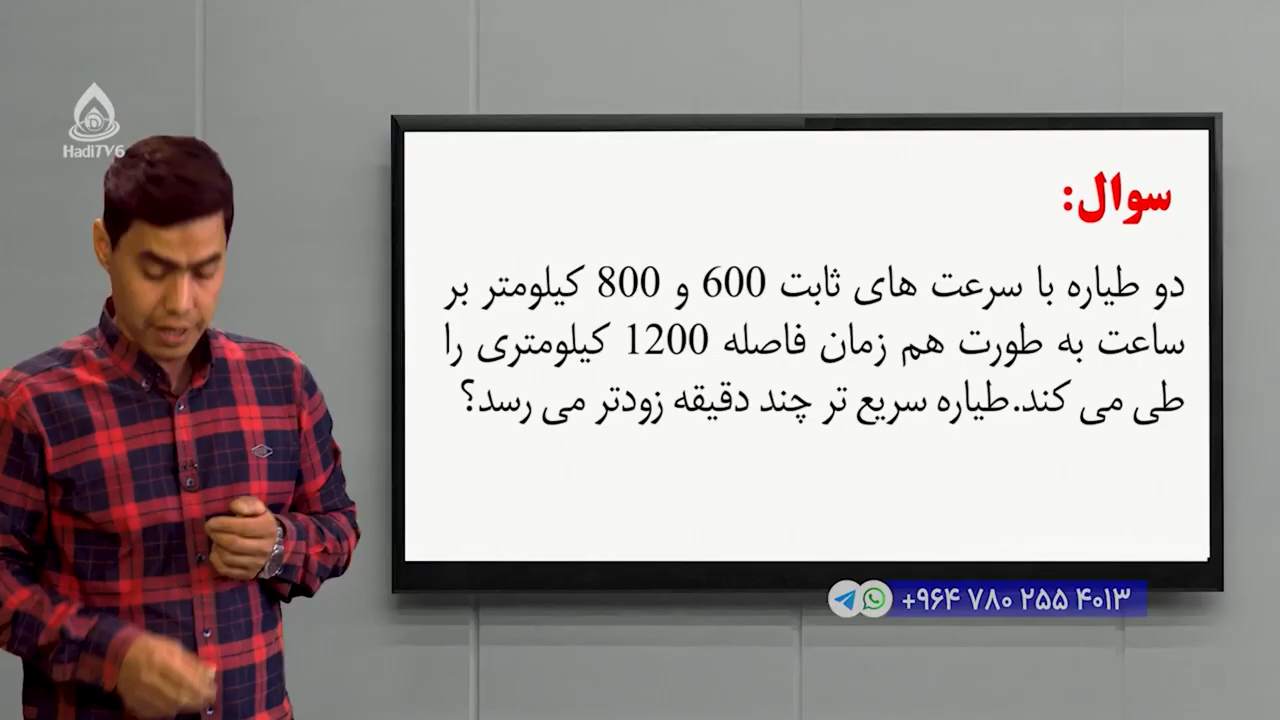 HadiTV6
سوال:
دو طیاره با سرعت های ثابت 600 و 800 کیلومتر بر
ساعت به طورت هم زمان فاصله 1200 کیلومتری را
طی می کند.طیاره سریع تر چند دقیقه زودتر می رسد؟
+۹۶۴ ۷۸۰ ۲۵۵ ۴۰۱۳